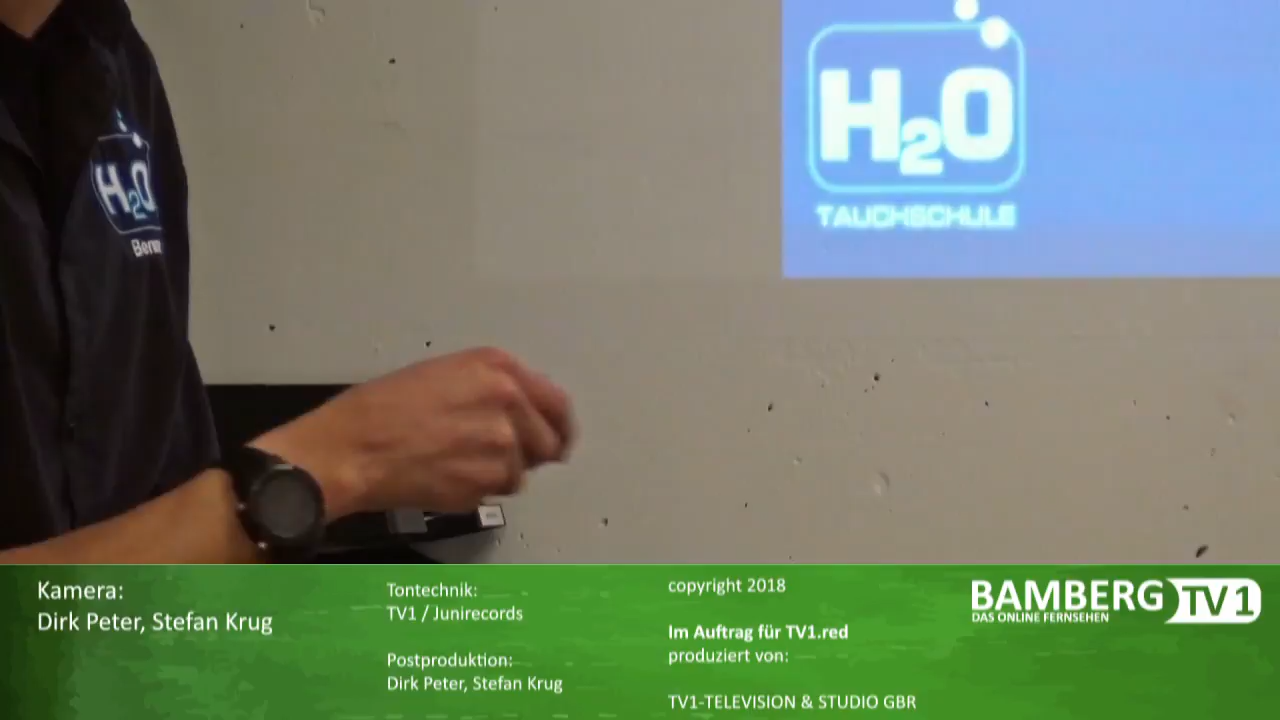 H2O
H2O
TAUCHSCHULE
Kamera:
Dirk Peter, Stefan Krug
Tontechnik:
TV1 / Junirecords
Postproduktion:
Dirk Peter, Stefan Krug
copyright 2018
Im Auftrag für TV1.red
produziert von:
TV1-TELEVISION & STUDIO GBR
BAMBERG TV1
DAS ONLINE FERNSEHEN